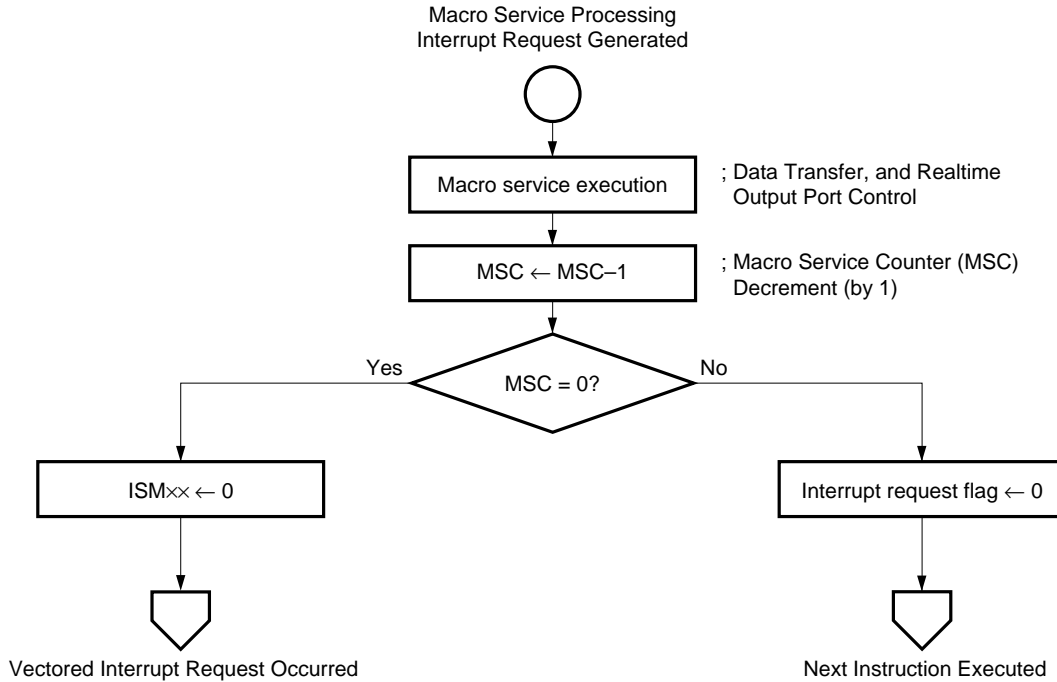 Macro Service Processing
Interrupt Request Generated
Macro service execution
; Data Transfer, and Realtime
Output Port Control
MSC ← MSC–1
; Macro Service Counter (MSC)
Decrement (by 1)
Yes
MSC = 0?
No
ISM×× ← 0
Interrupt request flag ← 0
Vectored Interrupt Request Occurred
Next Instruction Executed